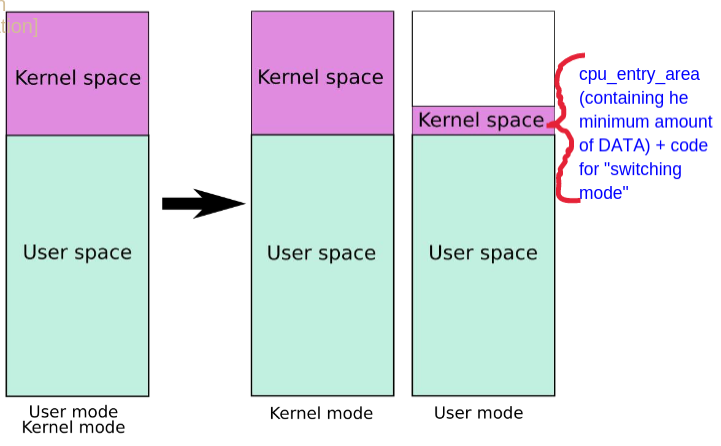 tion]
Kernel space
User space
User mode
Kernel mode
Kernel space
User space
Kernel mode
Kernel space
User space
User mode
cpu_entry_area
(containing he
minimum amount
of DATA) + code
for "switching
mode"